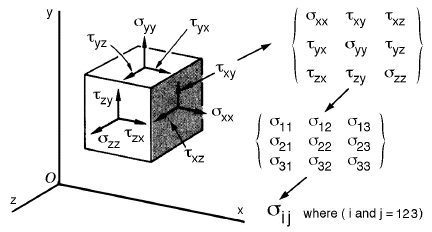 y
τyz
σyy
τyx
τxy
τzy
σxx
σzz
τzx
τxz
z
O
x
σxx τxy τxz
τyx σyy τyz
τzx τzy σzz
σ11 σ12 σ13
σ21 σ22 σ23
σ31 σ32 σ33
σij where ( i and j = 123 )